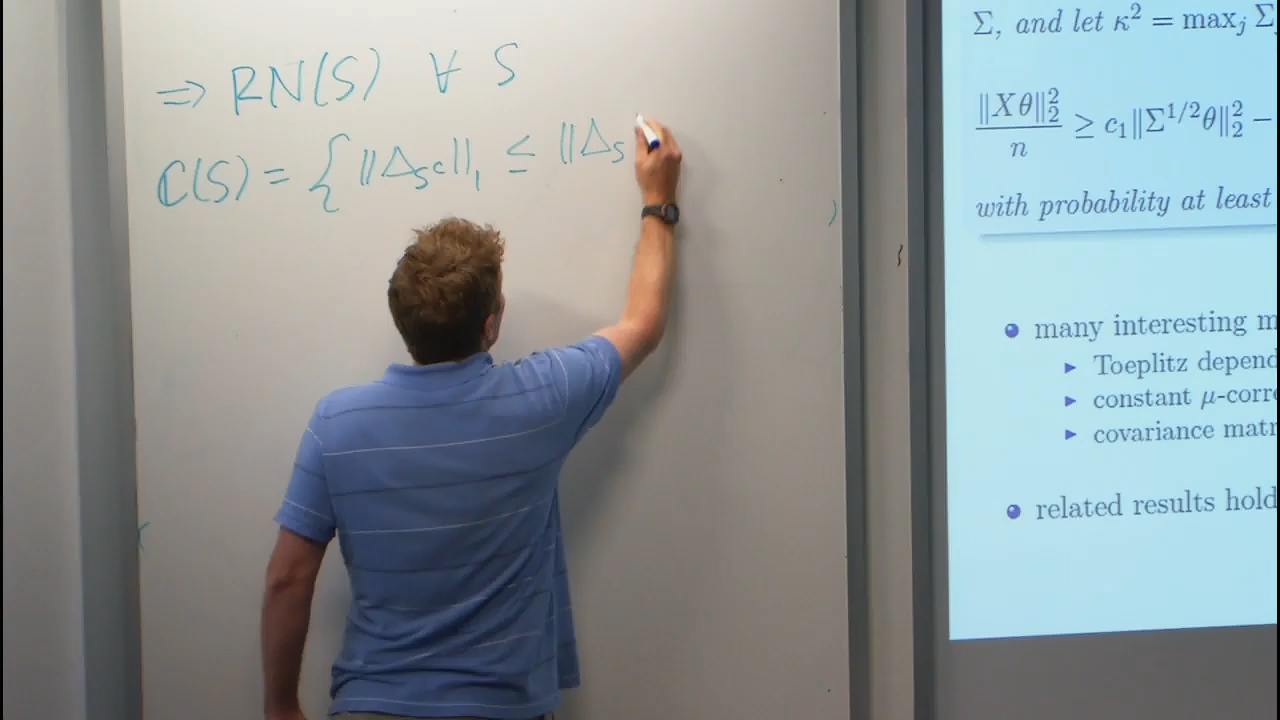 ⇒ RN(S) ∀ S
ℂ(S) = { ‖Δ_{S^c}‖_1 ≤ ‖Δ_S
Σ, and let κ² = max_j Σ
‖Xθ‖₂²
n
≥ c₁‖Σ^{1/2}θ‖₂² −
with probability at least
many interesting m
Toeplitz depend
constant μ-corre
covariance matr
related results hold